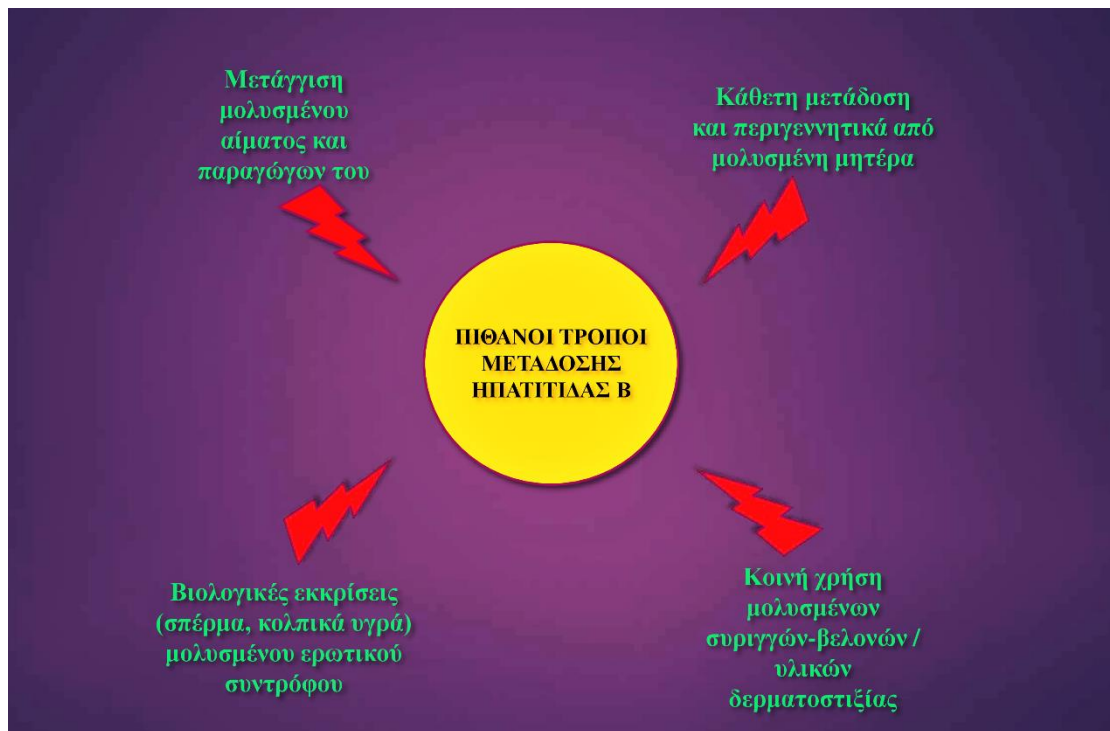 Μετάγγιση
μολυσμένου
αίματος και
παραγώγων του
Κάθετη μετάδοση
και περιγεννητικά από
μολυσμένη μητέρα
ΠΙΘΑΝΟΙ ΤΡΟΠΟΙ
ΜΕΤΑΔΟΣΗΣ
ΗΠΑΤΙΤΙΔΑΣ Β
Βιολογικές εκκρίσεις
(σπέρμα, κολπικά υγρά)
μολυσμένου ερωτικού
συντρόφου
Κοινή χρήση
μολυσμένων
συριγγών-βελονών /
υλικών
δερματοστιξίας